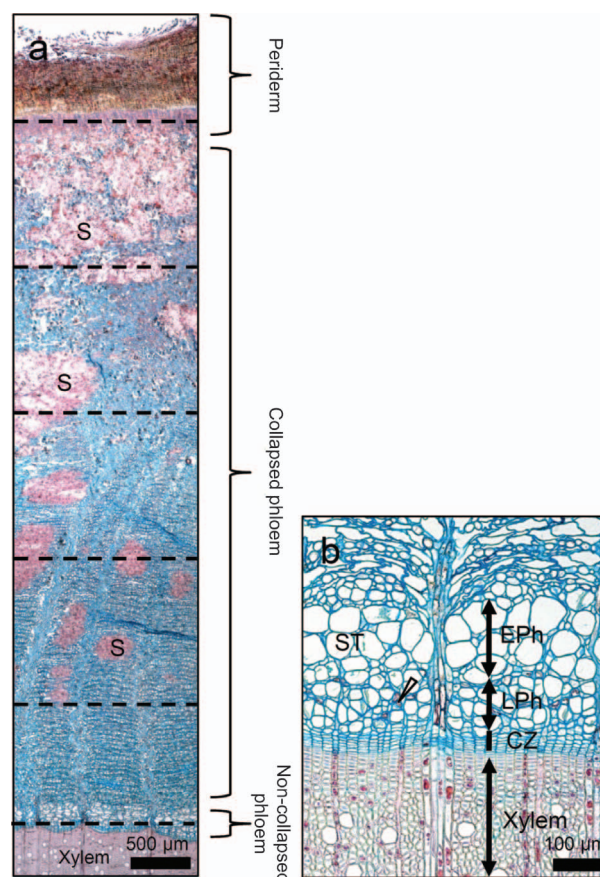 a
Periderm
S
S
Collapsed phloem
S
Non-collapsed
phloem
Xylem
500 µm
b
ST
EPh
LPh
CZ
Xylem
100 µm